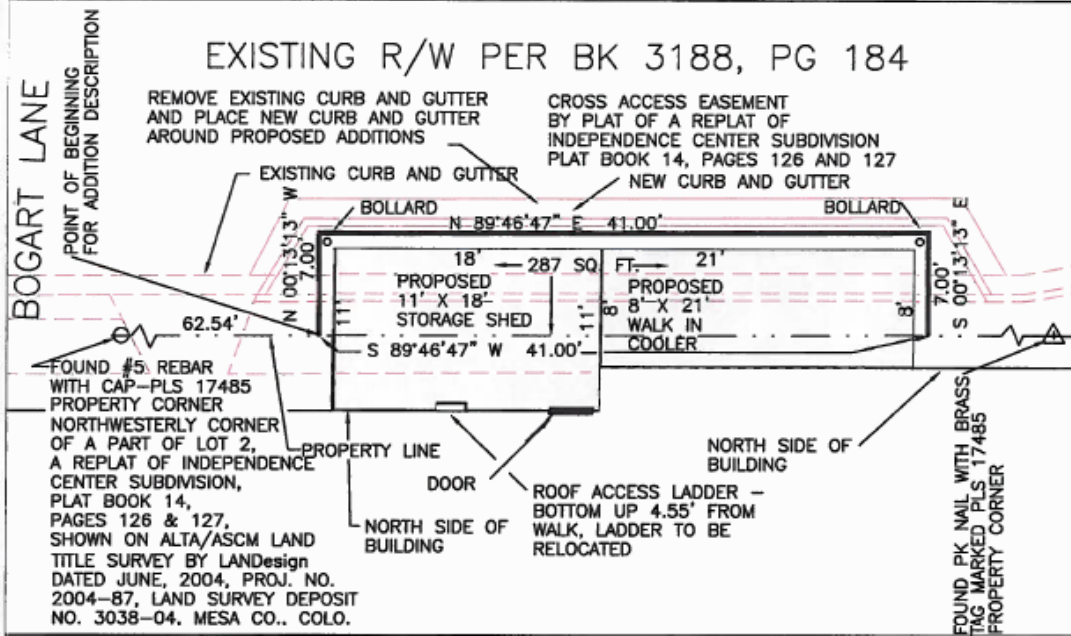 EXISTING R/W PER BK 3188, PG 184
BOGART LANE
POINT OF BEGINNING
FOR ADDITION DESCRIPTION
REMOVE EXISTING CURB AND GUTTER
AND PLACE NEW CURB AND GUTTER
AROUND PROPOSED ADDITIONS
CROSS ACCESS EASEMENT
BY PLAT OF A REPLAT OF
INDEPENDENCE CENTER SUBDIVISION
PLAT BOOK 14, PAGES 126 AND 127
EXISTING CURB AND GUTTER
NEW CURB AND GUTTER
BOLLARD
BOLLARD
N 89°46'47" E 41.00'
N 00°13'13" W
7.00'
S 00°13'13" E
7.00'
18' 287 SQ. FT. 21'
PROPOSED
11' X 18'
STORAGE SHED
11'
11'
PROPOSED
8' X 21'
WALK IN
COOLER
8'
8'
62.54'
S 89°46'47" W 41.00'
FOUND #5 REBAR
WITH CAP-PLS 17485
PROPERTY CORNER
NORTHWESTERLY CORNER
OF A PART OF LOT 2,
A REPLAT OF INDEPENDENCE
CENTER SUBDIVISION,
PLAT BOOK 14,
PAGES 126 & 127,
SHOWN ON ALTA/ASCM LAND
TITLE SURVEY BY LANDesign
DATED JUNE, 2004, PROJ. NO.
2004-87, LAND SURVEY DEPOSIT
NO. 3038-04. MESA CO.. COLO.
PROPERTY LINE
NORTH SIDE OF
BUILDING
DOOR
ROOF ACCESS LADDER -
BOTTOM UP 4.55' FROM
WALK, LADDER TO BE
RELOCATED
NORTH SIDE OF
BUILDING
FOUND PK NAIL WITH BRASS
TAG MARKED PLS 17485
PROPERTY CORNER